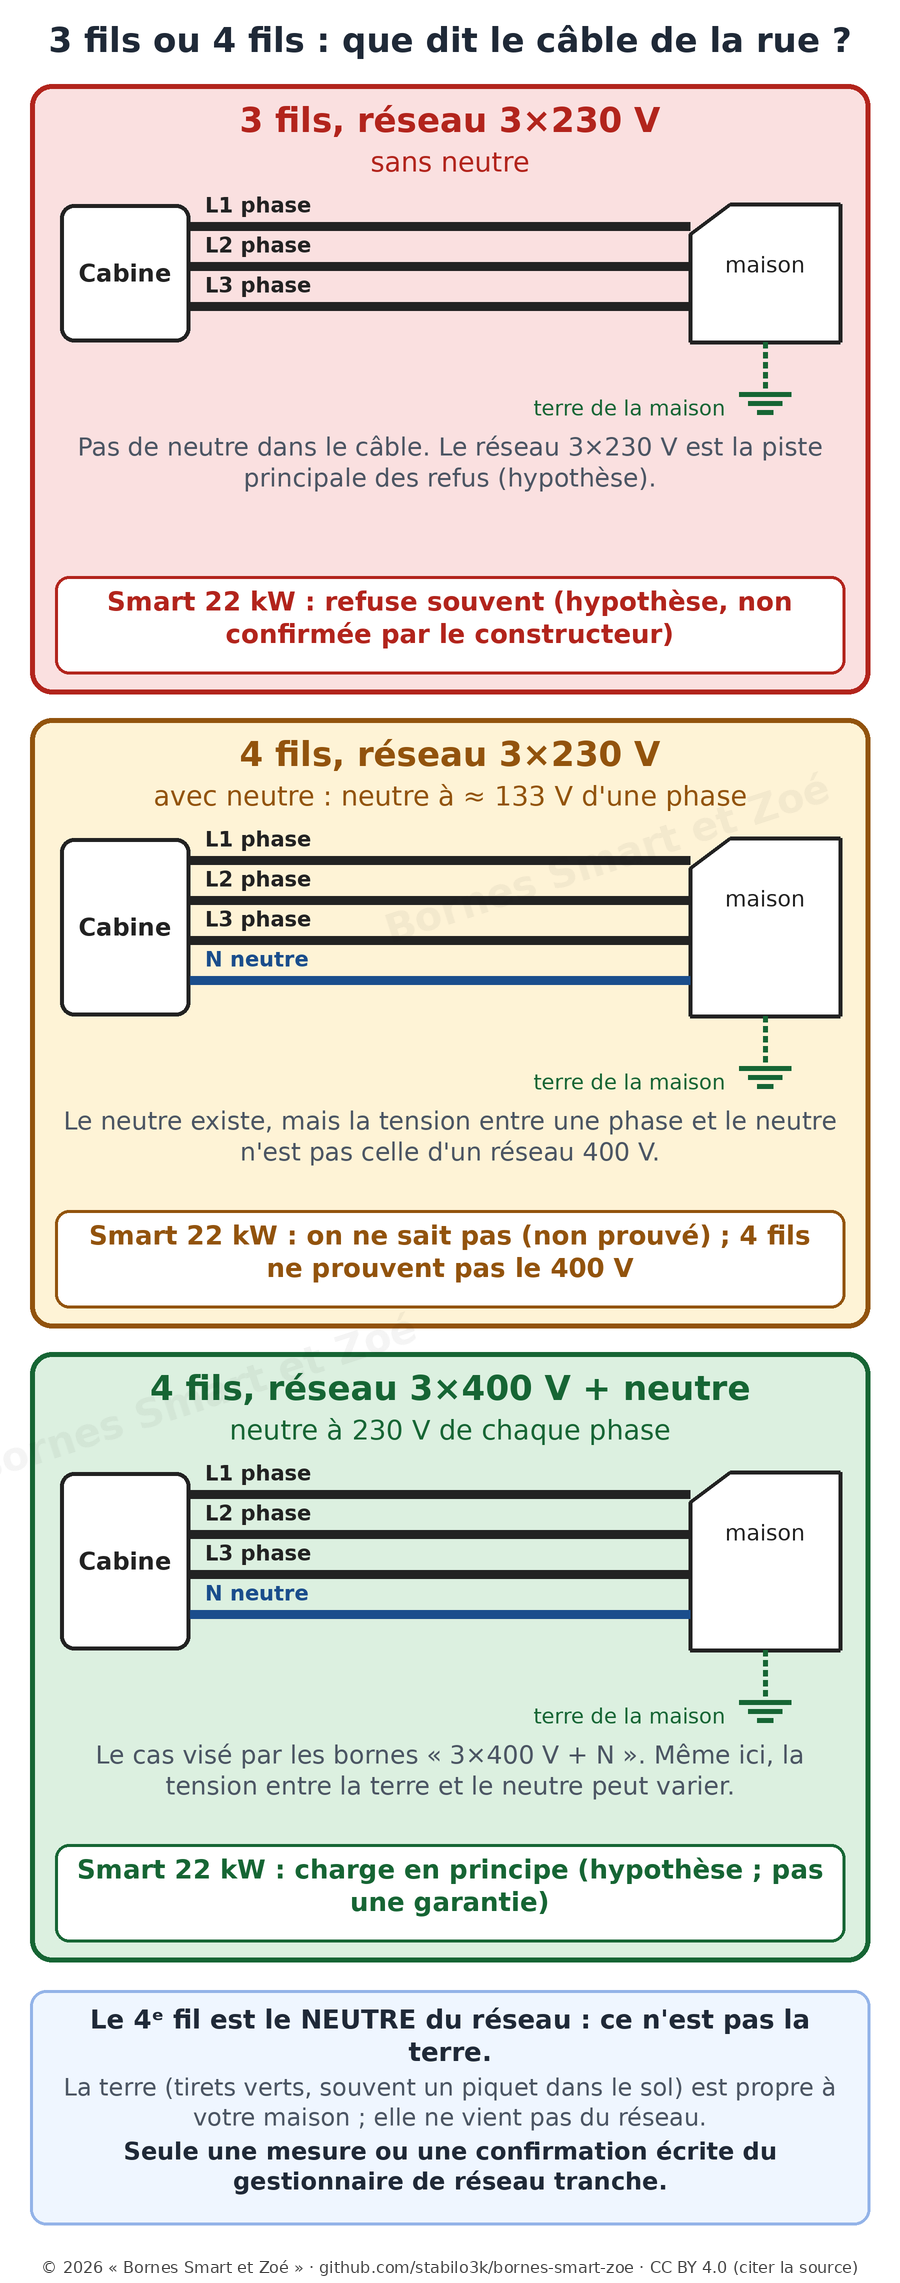 3 fils ou 4 fils : que dit le câble de la rue ?
3 fils, réseau 3×230 V
sans neutre
L1 phase
L2 phase
L3 phase
Cabine
maison
terre de la maison
Pas de neutre dans le câble. Le réseau 3×230 V est la piste
principale des refus (hypothèse).
Smart 22 kW : refuse souvent (hypothèse, non
confirmée par le constructeur)
4 fils, réseau 3×230 V
avec neutre : neutre à ≈ 133 V d'une phase
Bornes Smart et Zoé
L1 phase
L2 phase
L3 phase
N neutre
Cabine
maison
terre de la maison
Le neutre existe, mais la tension entre une phase et le neutre
n'est pas celle d'un réseau 400 V.
Smart 22 kW : on ne sait pas (non prouvé) ; 4 fils
ne prouvent pas le 400 V
Bornes Smart et Zoé
4 fils, réseau 3×400 V + neutre
neutre à 230 V de chaque phase
L1 phase
L2 phase
L3 phase
N neutre
Cabine
maison
terre de la maison
Le cas visé par les bornes « 3×400 V + N ». Même ici, la
tension entre la terre et le neutre peut varier.
Smart 22 kW : charge en principe (hypothèse ; pas
une garantie)
Le 4ᵉ fil est le NEUTRE du réseau : ce n'est pas la
terre.
La terre (tirets verts, souvent un piquet dans le sol) est propre à
votre maison ; elle ne vient pas du réseau.
Seule une mesure ou une confirmation écrite du
gestionnaire de réseau tranche.
© 2026 « Bornes Smart et Zoé » · github.com/stabilo3k/bornes-smart-zoe · CC BY 4.0 (citer la source)